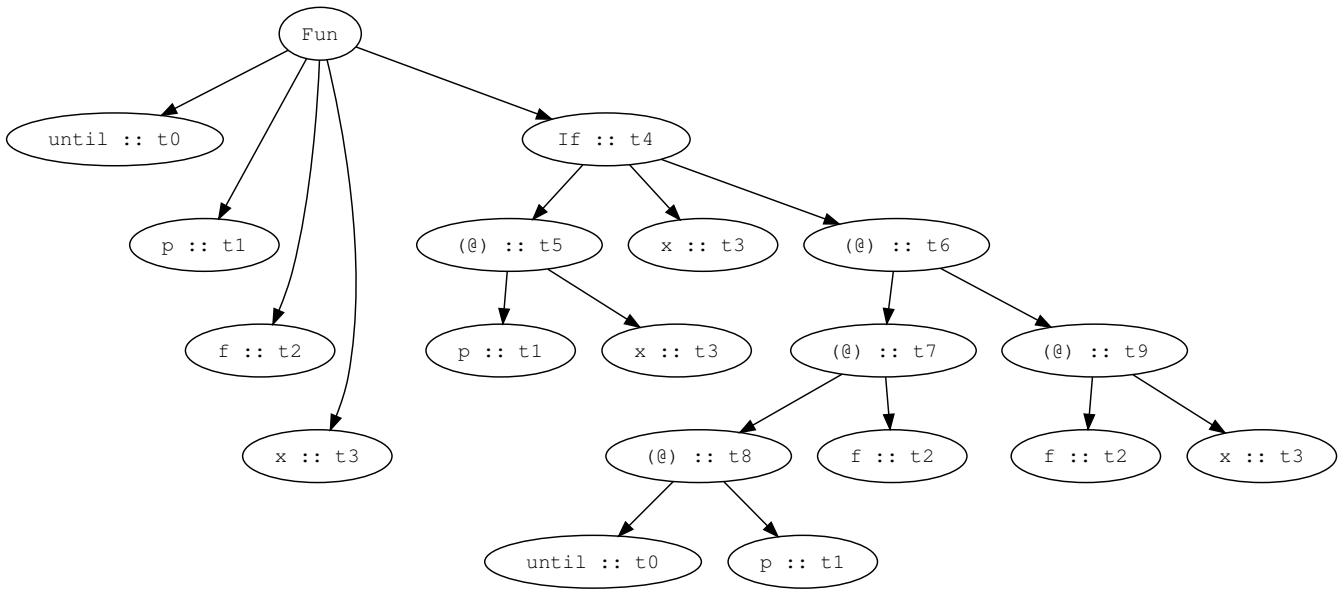 Fun
until :: t0
If :: t4
p :: t1
(@) :: t5
x :: t3
(@) :: t6
f :: t2
p :: t1
x :: t3
(@) :: t7
(@) :: t9
x :: t3
(@) :: t8
f :: t2
f :: t2
x :: t3
until :: t0
p :: t1